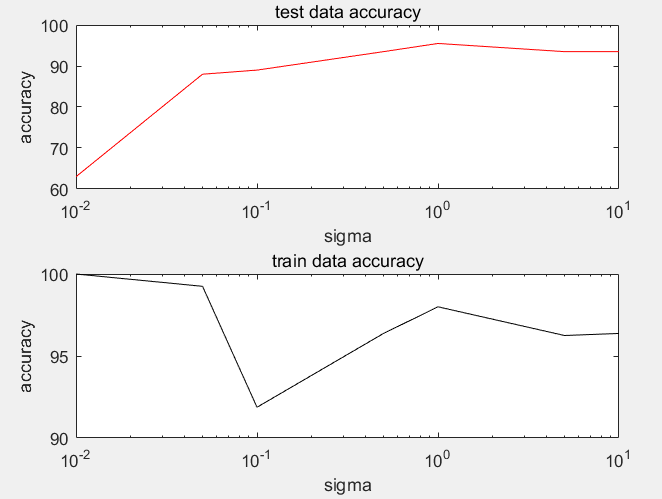 test data accuracy
100
90
80
70
60
accuracy
10^-2
10^-1
10^0
10^1
sigma
train data accuracy
100
95
90
accuracy
10^-2
10^-1
10^0
10^1
sigma